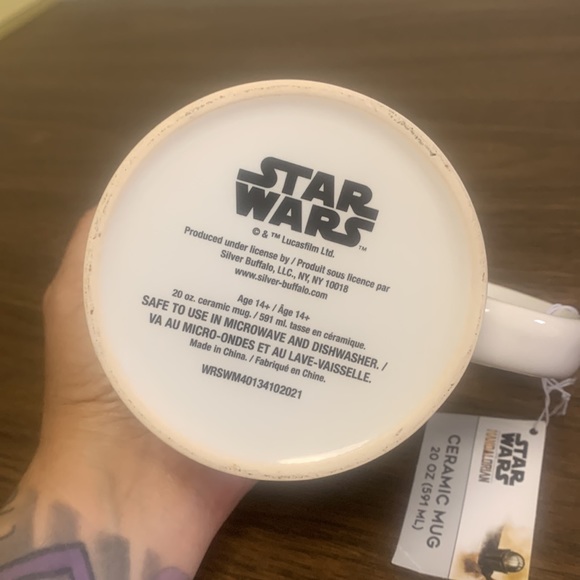 STAR
WARS™
© & ™ Lucasfilm Ltd.
Produced under license by / Produit sous licence par
Silver Buffalo, LLC., NY, NY 10018
www.silver-buffalo.com
Age 14+ / Âge 14+
20 oz. ceramic mug. / 591 ml. tasse en céramique.
SAFE TO USE IN MICROWAVE AND DISHWASHER. /
VA AU MICRO-ONDES ET AU LAVE-VAISSELLE.
Made in China. / Fabriqué en Chine.
WRSWM40134102021
STAR
WARS
MANDALORIAN
CERAMIC MUG
20 OZ (591 ML)